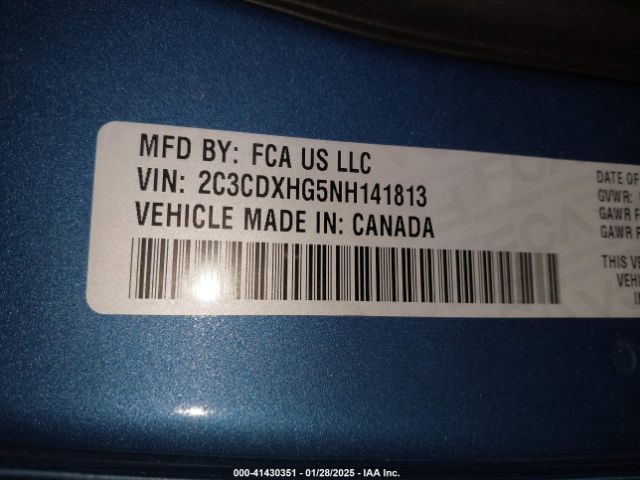 MFD BY: FCA US LLC
VIN: 2C3CDXHG5NH141813
VEHICLE MADE IN: CANADA
DATE OF
GVWR:
GAWR F
GAWR R
THIS VE
VEHI
000-41430351 - 01/28/2025 - IAA Inc.